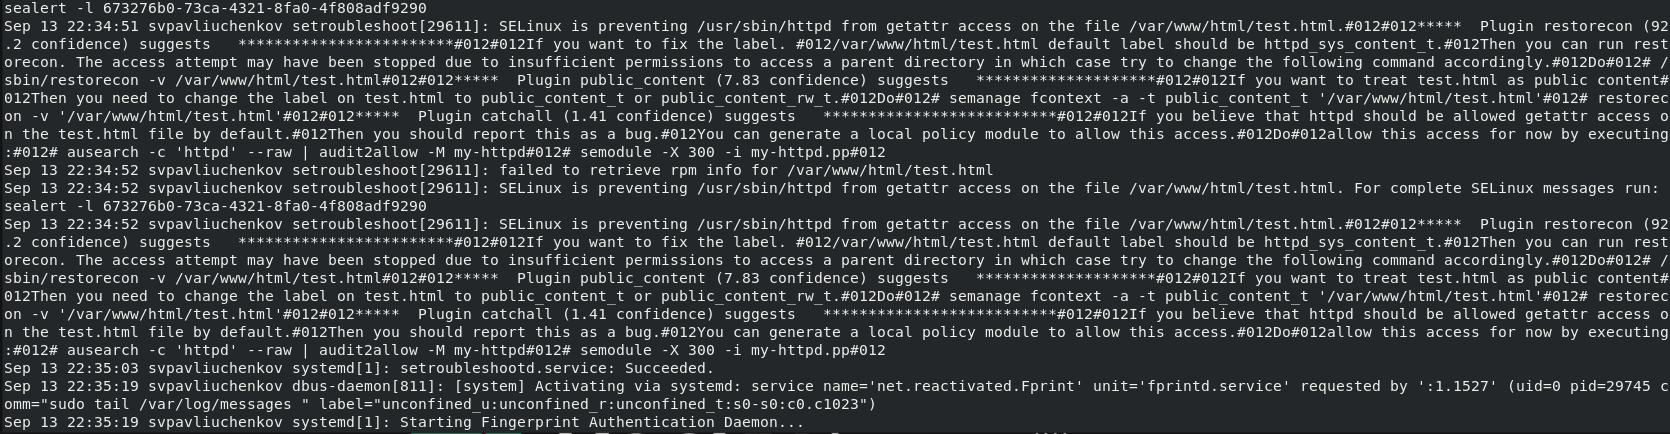 sealert -l 673276b0-73ca-4321-8fa0-4f808adf9290
Sep 13 22:34:51 svpavliuchenkov setroubleshoot[29611]: SELinux is preventing /usr/sbin/httpd from getattr access on the file /var/www/html/test.html.#012#012*****  Plugin restorecon (92
.2 confidence) suggests   ************************#012#012If you want to fix the label. #012/var/www/html/test.html default label should be httpd_sys_content_t.#012Then you can run rest
orecon. The access attempt may have been stopped due to insufficient permissions to access a parent directory in which case try to change the following command accordingly.#012Do#012# /
sbin/restorecon -v /var/www/html/test.html#012#012*****  Plugin public_content (7.83 confidence) suggests   ********************#012#012If you want to treat test.html as public content#
012Then you need to change the label on test.html to public_content_t or public_content_rw_t.#012Do#012# semanage fcontext -a -t public_content_t '/var/www/html/test.html'#012# restorec
on -v '/var/www/html/test.html'#012#012*****  Plugin catchall (1.41 confidence) suggests   **************************#012#012If you believe that httpd should be allowed getattr access o
n the test.html file by default.#012Then you should report this as a bug.#012You can generate a local policy module to allow this access.#012Do#012allow this access for now by executing
:#012# ausearch -c 'httpd' --raw | audit2allow -M my-httpd#012# semodule -X 300 -i my-httpd.pp#012
Sep 13 22:34:52 svpavliuchenkov setroubleshoot[29611]: failed to retrieve rpm info for /var/www/html/test.html
Sep 13 22:34:52 svpavliuchenkov setroubleshoot[29611]: SELinux is preventing /usr/sbin/httpd from getattr access on the file /var/www/html/test.html. For complete SELinux messages run:
sealert -l 673276b0-73ca-4321-8fa0-4f808adf9290
Sep 13 22:34:52 svpavliuchenkov setroubleshoot[29611]: SELinux is preventing /usr/sbin/httpd from getattr access on the file /var/www/html/test.html.#012#012*****  Plugin restorecon (92
.2 confidence) suggests   ************************#012#012If you want to fix the label. #012/var/www/html/test.html default label should be httpd_sys_content_t.#012Then you can run rest
orecon. The access attempt may have been stopped due to insufficient permissions to access a parent directory in which case try to change the following command accordingly.#012Do#012# /
sbin/restorecon -v /var/www/html/test.html#012#012*****  Plugin public_content (7.83 confidence) suggests   ********************#012#012If you want to treat test.html as public content#
012Then you need to change the label on test.html to public_content_t or public_content_rw_t.#012Do#012# semanage fcontext -a -t public_content_t '/var/www/html/test.html'#012# restorec
on -v '/var/www/html/test.html'#012#012*****  Plugin catchall (1.41 confidence) suggests   **************************#012#012If you believe that httpd should be allowed getattr access o
n the test.html file by default.#012Then you should report this as a bug.#012You can generate a local policy module to allow this access.#012Do#012allow this access for now by executing
:#012# ausearch -c 'httpd' --raw | audit2allow -M my-httpd#012# semodule -X 300 -i my-httpd.pp#012
Sep 13 22:35:03 svpavliuchenkov systemd[1]: setroubleshootd.service: Succeeded.
Sep 13 22:35:19 svpavliuchenkov dbus-daemon[811]: [system] Activating via systemd: service name='net.reactivated.Fprint' unit='fprintd.service' requested by ':1.1527' (uid=0 pid=29745 c
omm="sudo tail /var/log/messages " label="unconfined_u:unconfined_r:unconfined_t:s0-s0:c0.c1023")
Sep 13 22:35:19 svpavliuchenkov systemd[1]: Starting Fingerprint Authentication Daemon...